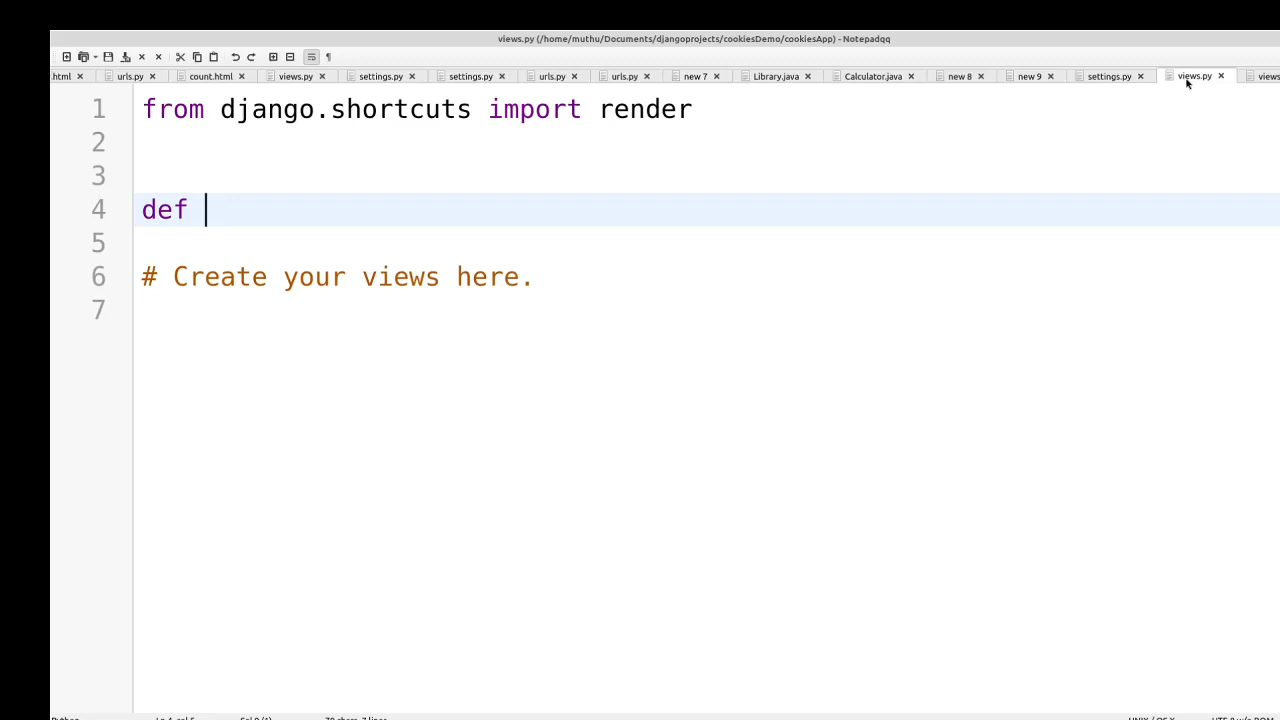 views.py (/home/muthu/Documents/djangoprojects/cookiesDemo/cookiesApp) - Notepadqq
html urls.py count.html views.py settings.py settings.py urls.py urls.py new 7 Library.java Calculator.java new 8 new 9 settings.py views.py views
1 from django.shortcuts import render
2
3
4 def
5
6 # Create your views here.
7